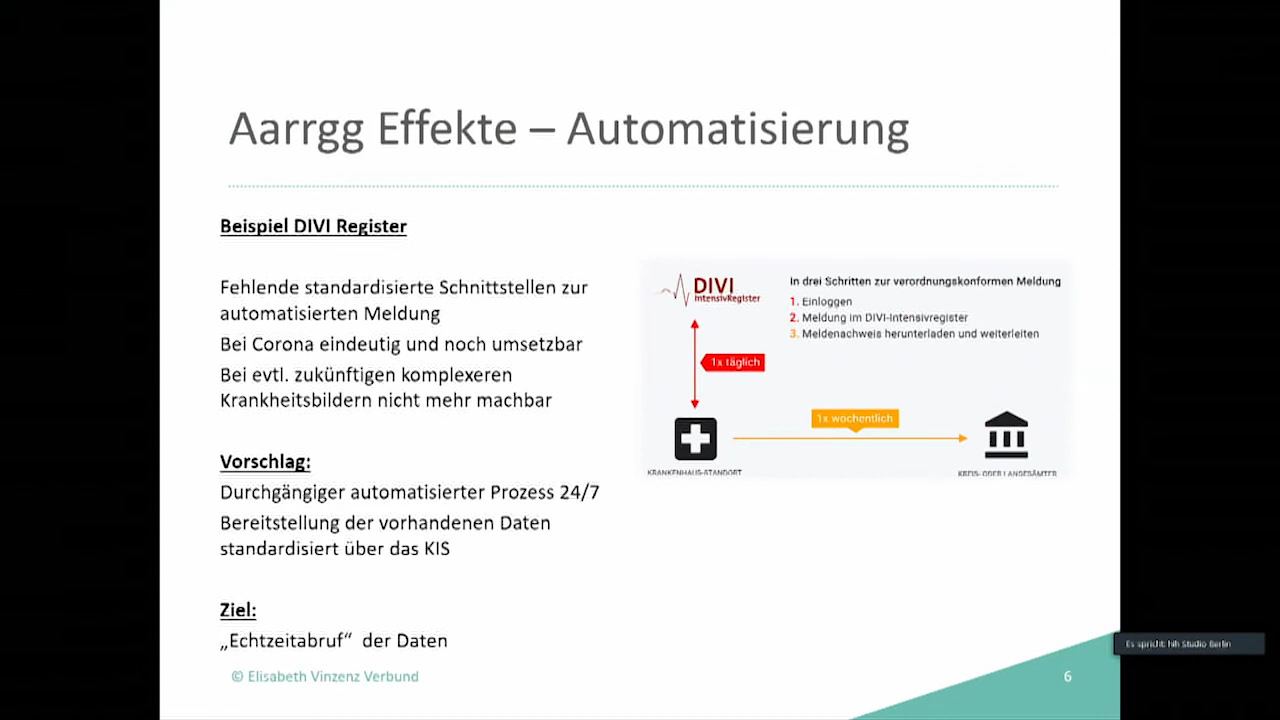 Aarrgg Effekte – Automatisierung
Beispiel DIVI Register
Fehlende standardisierte Schnittstellen zur
automatisierten Meldung
Bei Corona eindeutig und noch umsetzbar
Bei evtl. zukünftigen komplexeren
Krankheitsbildern nicht mehr machbar
Vorschlag:
Durchgängiger automatisierter Prozess 24/7
Bereitstellung der vorhandenen Daten
standardisiert über das KIS
Ziel:
„Echtzeitabruf“ der Daten
DIVI
IntensivRegister
In drei Schritten zur verordnungskonformen Meldung
1. Einloggen
2. Meldung im DIVI-Intensivregister
3. Meldenachweis herunterladen und weiterleiten
1x täglich
1x wöchentlich
KRANKENHAUS-STANDORT
KREIS- ODER LANDESÄMTER
© Elisabeth Vinzenz Verbund
6
Es spricht: hih Studio Berlin